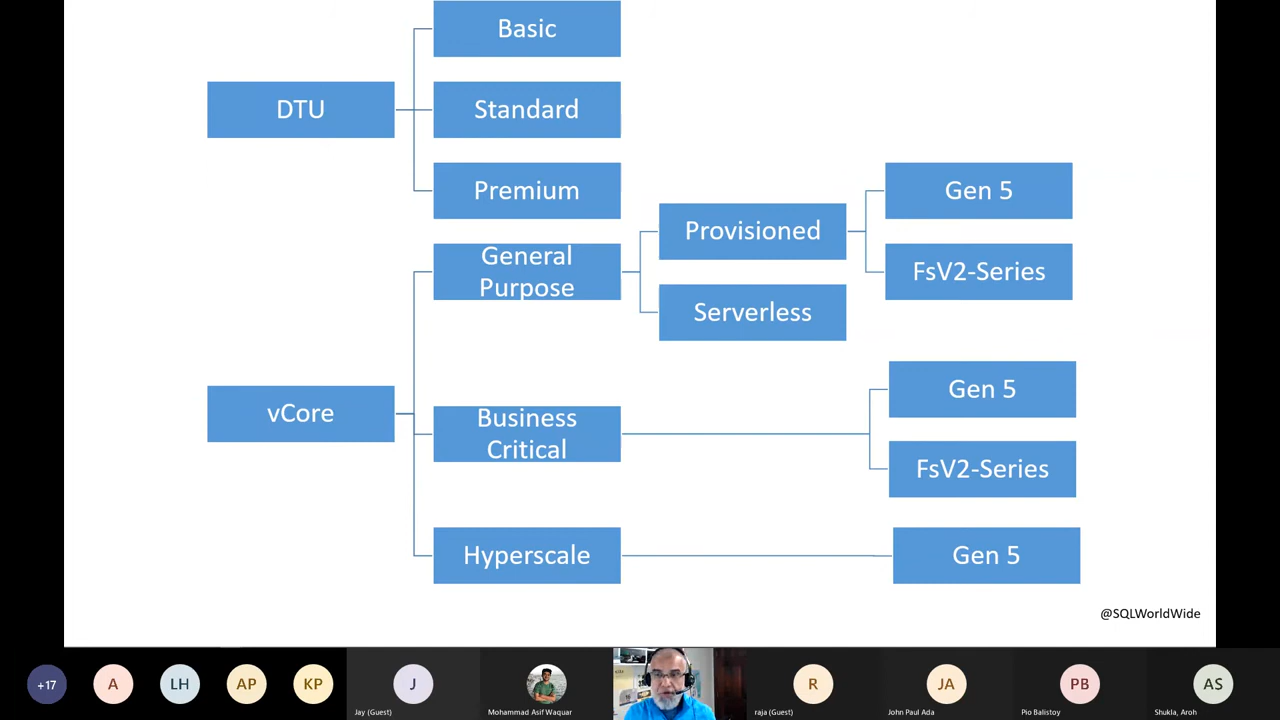 Basic
DTU
Standard
Premium
Gen 5
Provisioned
General
Purpose
FsV2-Series
Serverless
Gen 5
vCore
Business
Critical
FsV2-Series
Hyperscale
Gen 5
@SQLWorldWide
+17
A
LH
AP
KP
J
R
JA
PB
AS
Jay (Guest)
Mohammad Asif Waquar
raja (Guest)
John Paul Ada
Pio Balistoy
Shukla, Aroh